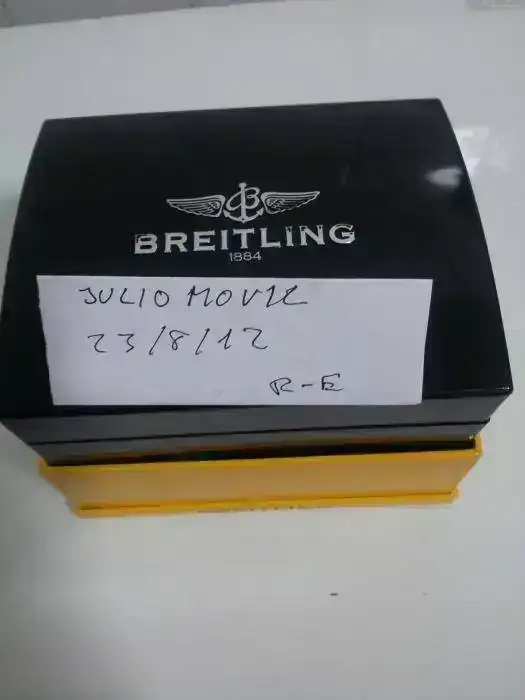 BREITLING
1884
JULIO MOVIL
23/8/12
R-E